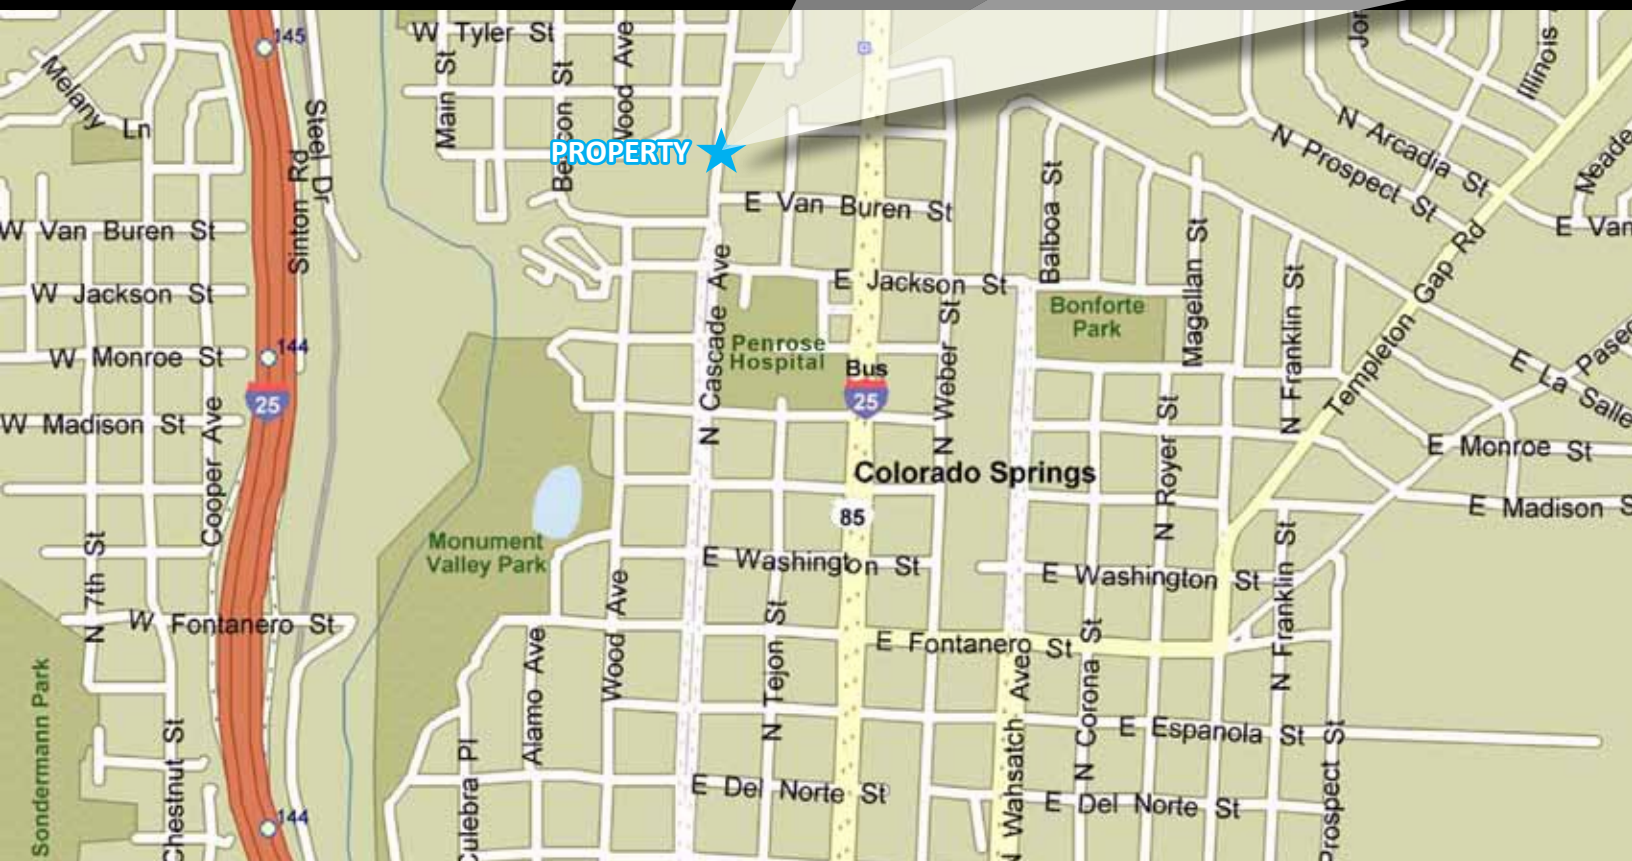 145
W Tyler St
Main St
Wood Ave
Melany
Ln
Steel Dr
Sinton Rd
PROPERTY
N Arcadia St
N Prospect St
Illinois
Meade
W Van Buren St
E Van Buren St
E Van
Balboa St
Magellan St
Templeton Gap Rd
W Jackson St
E Jackson St
N Cascade Ave
N Weber St
Bonforte
Park
N Franklin St
W Monroe St
144
Penrose
Hospital
Bus
25
25
E La Salle
Paseo
W Madison St
Cooper Ave
N Royer St
E Monroe St
Colorado Springs
85
E Madison S
Monument
Valley Park
E Washington St
E Washington St
N Franklin St
N 7th St
W Fontanero St
Wood Ave
N Tejon St
E Fontanero St
Alamo Ave
N Wahsatch Ave
N Corona St
E Espanola St
Prospect St
Sondermann Park
Chestnut St
Culebra Pl
E Del Norte St
E Del Norte St
144